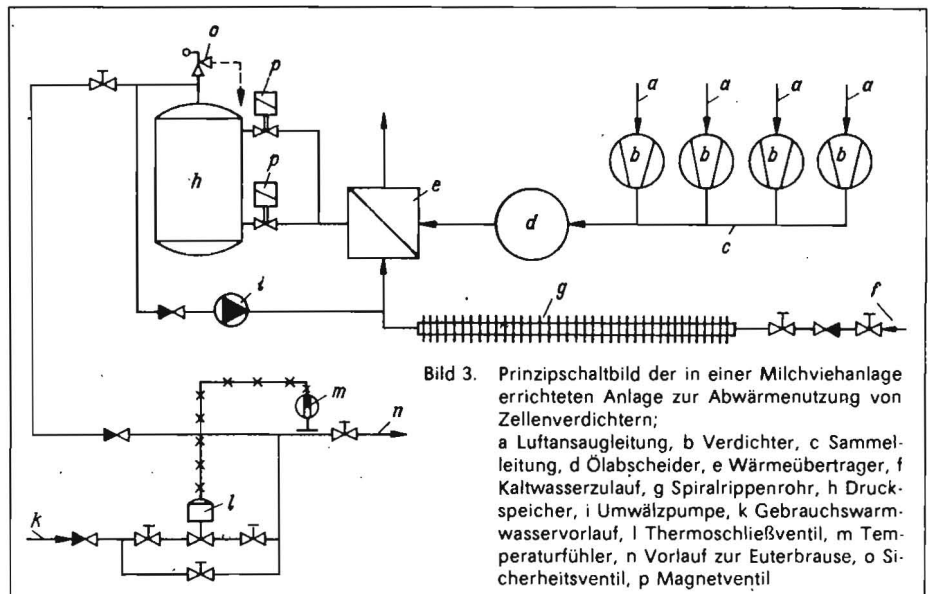 o
p
a a a a
b b b b
h
p
e
d
c
i
g
f
m
n
l
k
Bild 3. Prinzipschaltbild der in einer Milchviehanlage
errichteten Anlage zur Abwärmenutzung von
Zellenverdichtern;
a Luftansaugleitung, b Verdichter, c Sammel-
leitung, d Ölabscheider, e Wärmeübertrager, f
Kaltwasserzulauf, g Spiralrippenrohr, h Druck-
speicher, i Umwälzpumpe, k Gebrauchswarm-
wasservorlauf, l Thermoschließventil, m Tem-
peraturfühler, n Vorlauf zur Euterbrause, o Si-
cherheitsventil, p Magnetventil